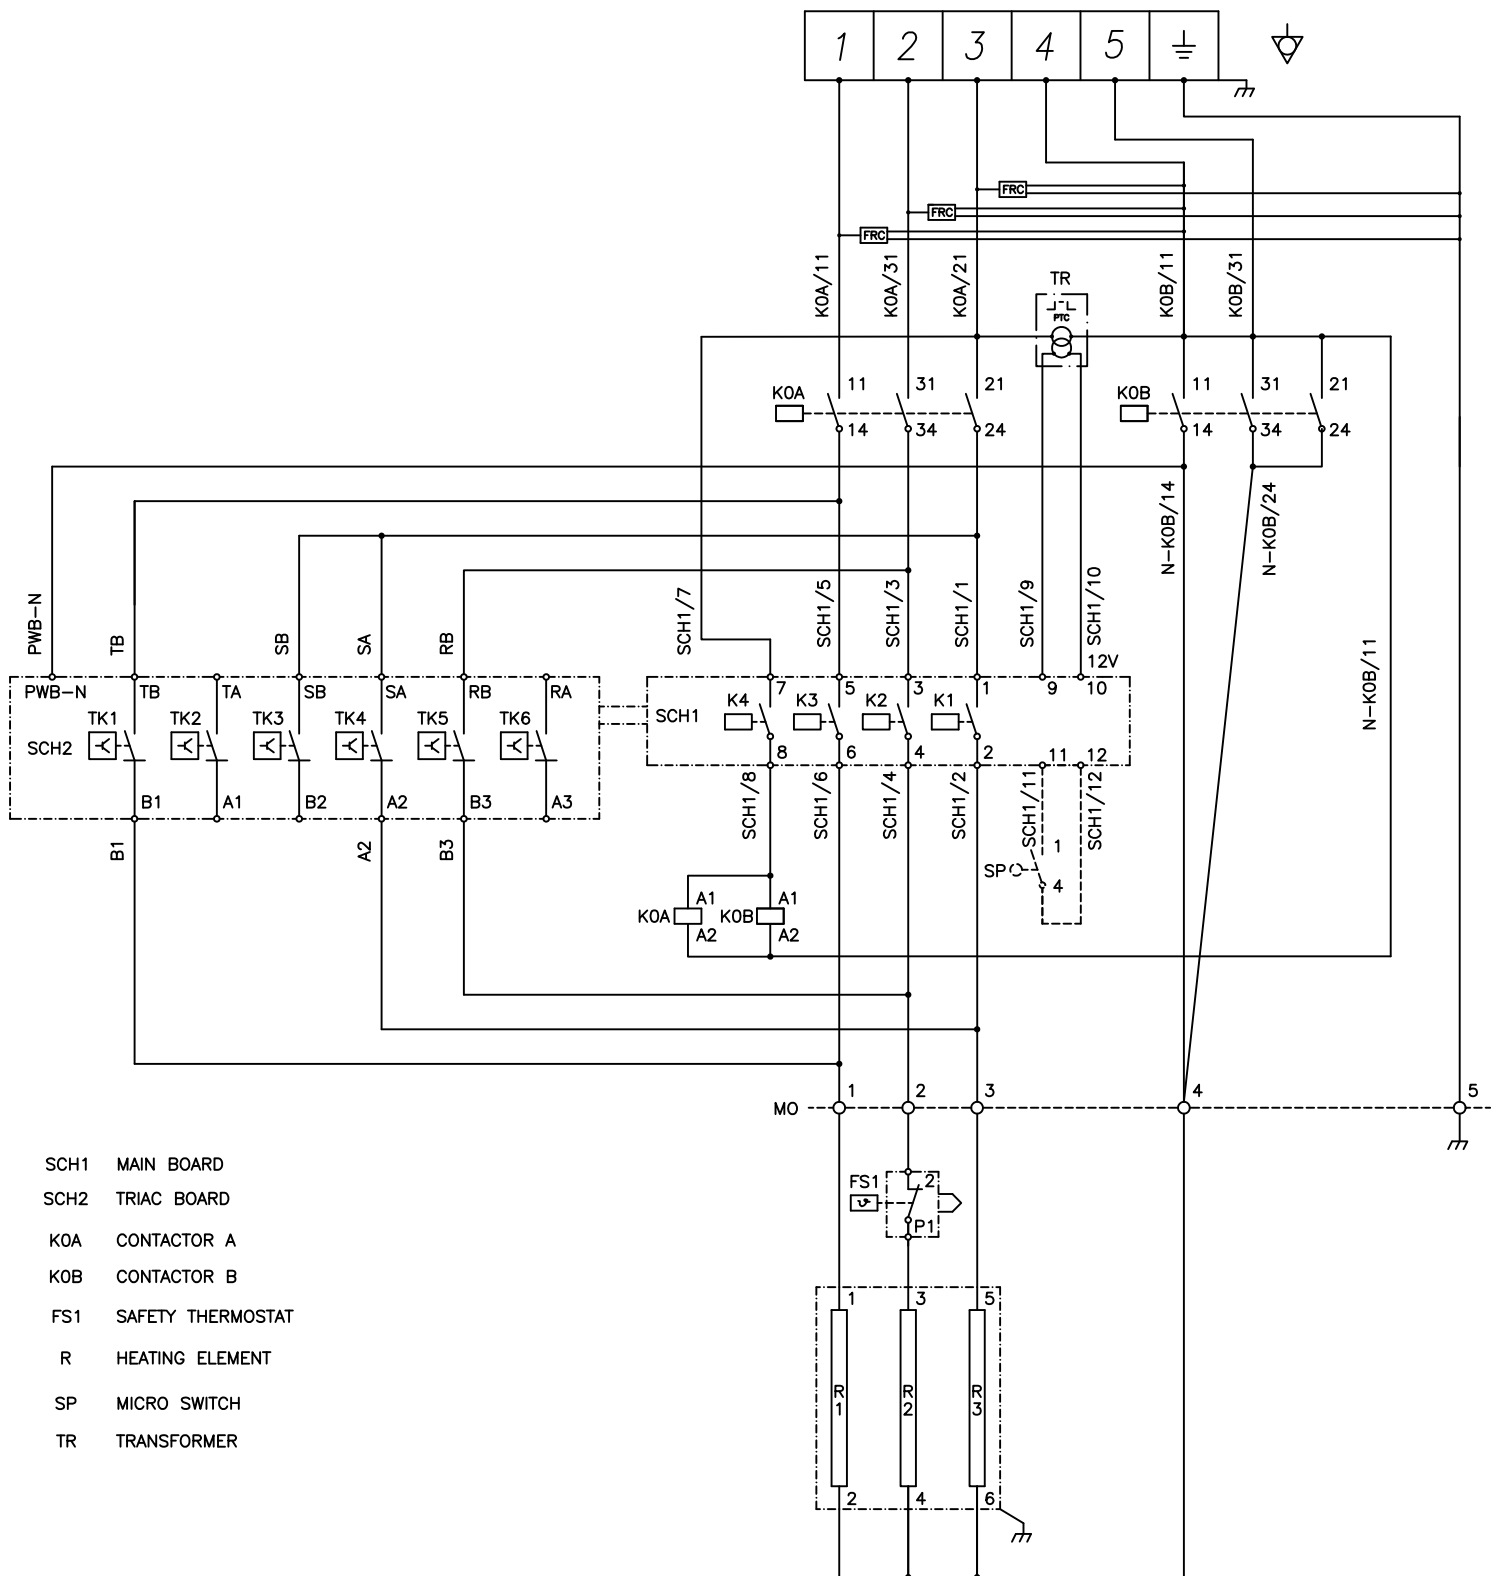 1 2 3 4 5
FRC
FRC
FRC
K0A/11 K0A/31 K0A/21 TR K0B/11 K0B/31
PTC
K0A 11 31 21 K0B 11 31 21
14 34 24 14 34 24
N-K0B/14 N-K0B/24
PWB-N TB SB SA RB SCH1/7 SCH1/5 SCH1/3 SCH1/1 SCH1/9 SCH1/10
N-K0B/11
12V
PWB-N TB TA SB SA RB RA 7 5 3 1 9 10
TK1 TK2 TK3 TK4 TK5 TK6 SCH1 K4 K3 K2 K1
SCH2
8 6 4 2 11 12
B1 A1 B2 A2 B3 A3 SCH1/8 SCH1/6 SCH1/4 SCH1/2 SCH1/11 SCH1/12
B1 A2 B3
1
SP 4
K0A A1 K0B A1
A2 A2
MO 1 2 3 4 5
FS1 2
P1
1 3 5
R1 R2 R3
2 4 6
SCH1 MAIN BOARD
SCH2 TRIAC BOARD
K0A CONTACTOR A
K0B CONTACTOR B
FS1 SAFETY THERMOSTAT
R HEATING ELEMENT
SP MICRO SWITCH
TR TRANSFORMER